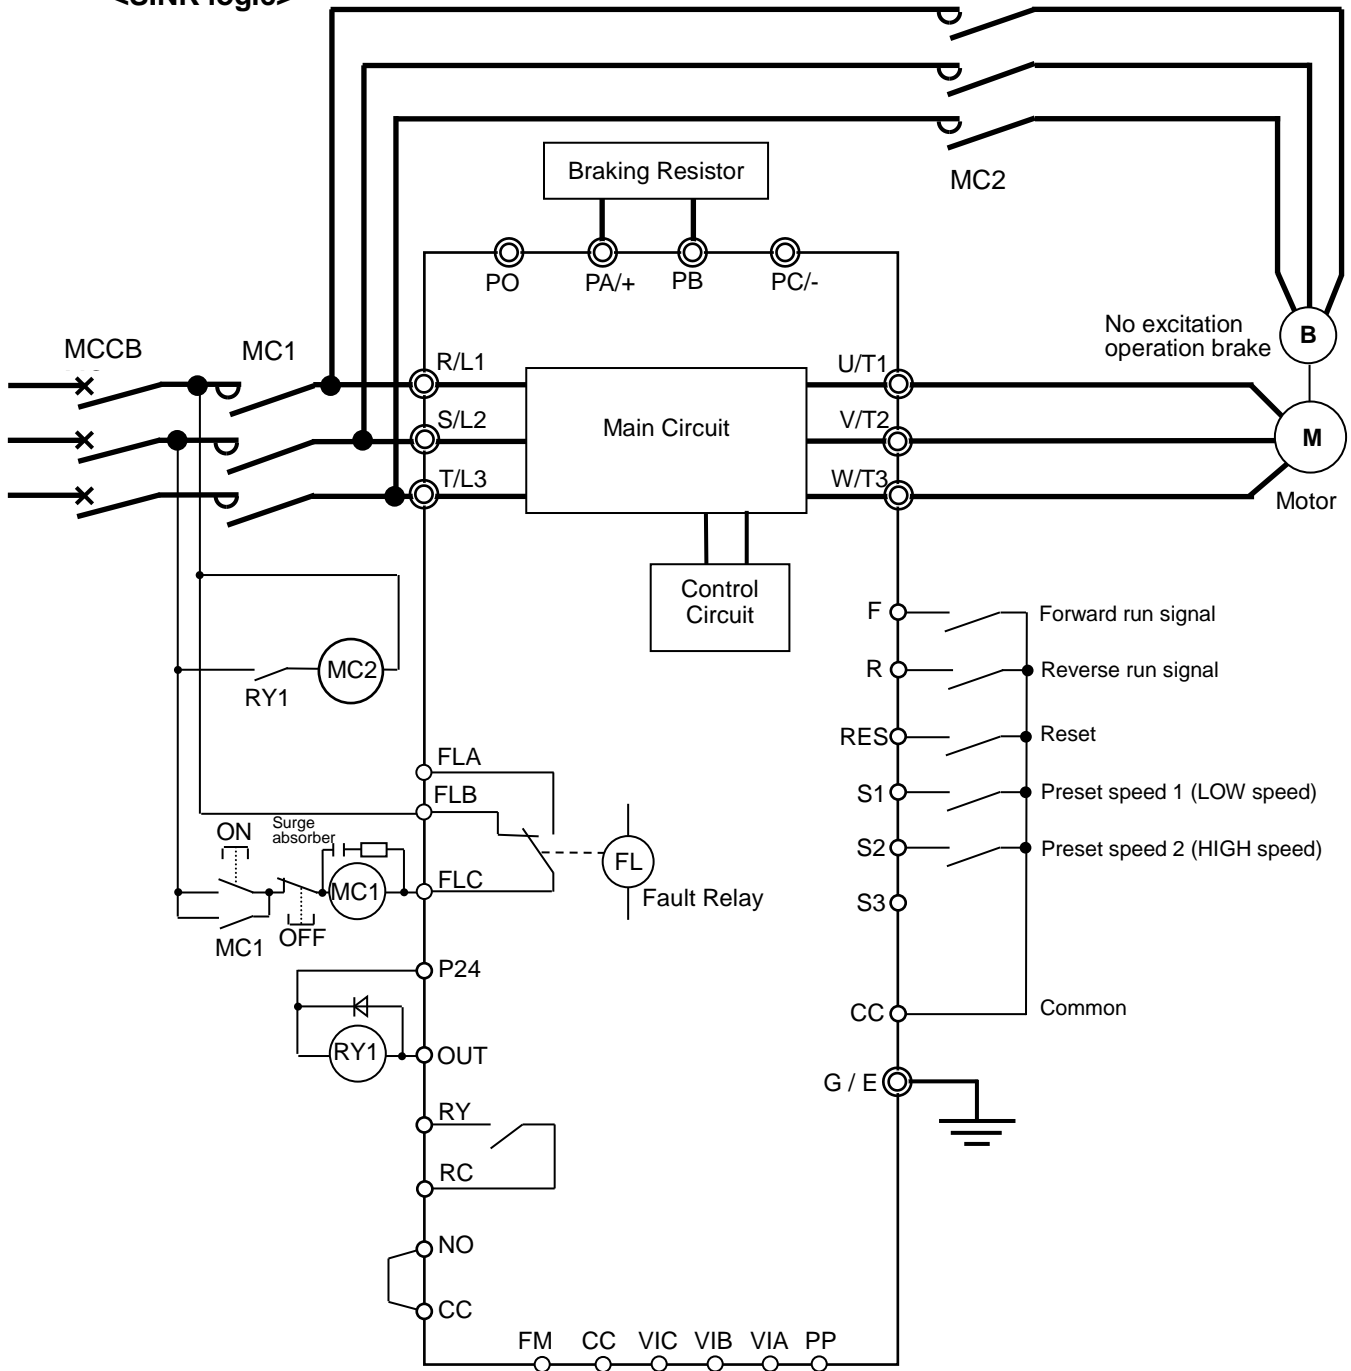 <SINK logic>
MC2
Braking Resistor
PO
PA/+
PB
PC/-
No excitation
operation brake
B
MCCB
MC1
R/L1
U/T1
S/L2
V/T2
T/L3
W/T3
Main Circuit
M
Motor
Control
Circuit
F
Forward run signal
R
Reverse run signal
MC2
RY1
RES
Reset
FLA
FLB
S1
Preset speed 1 (LOW speed)
ON
Surge
absorber
S2
Preset speed 2 (HIGH speed)
FL
MC1
FLC
Fault Relay
S3
MC1
OFF
P24
CC
Common
RY1
OUT
G / E
RY
RC
NO
CC
FM
CC
VIC
VIB
VIA
PP